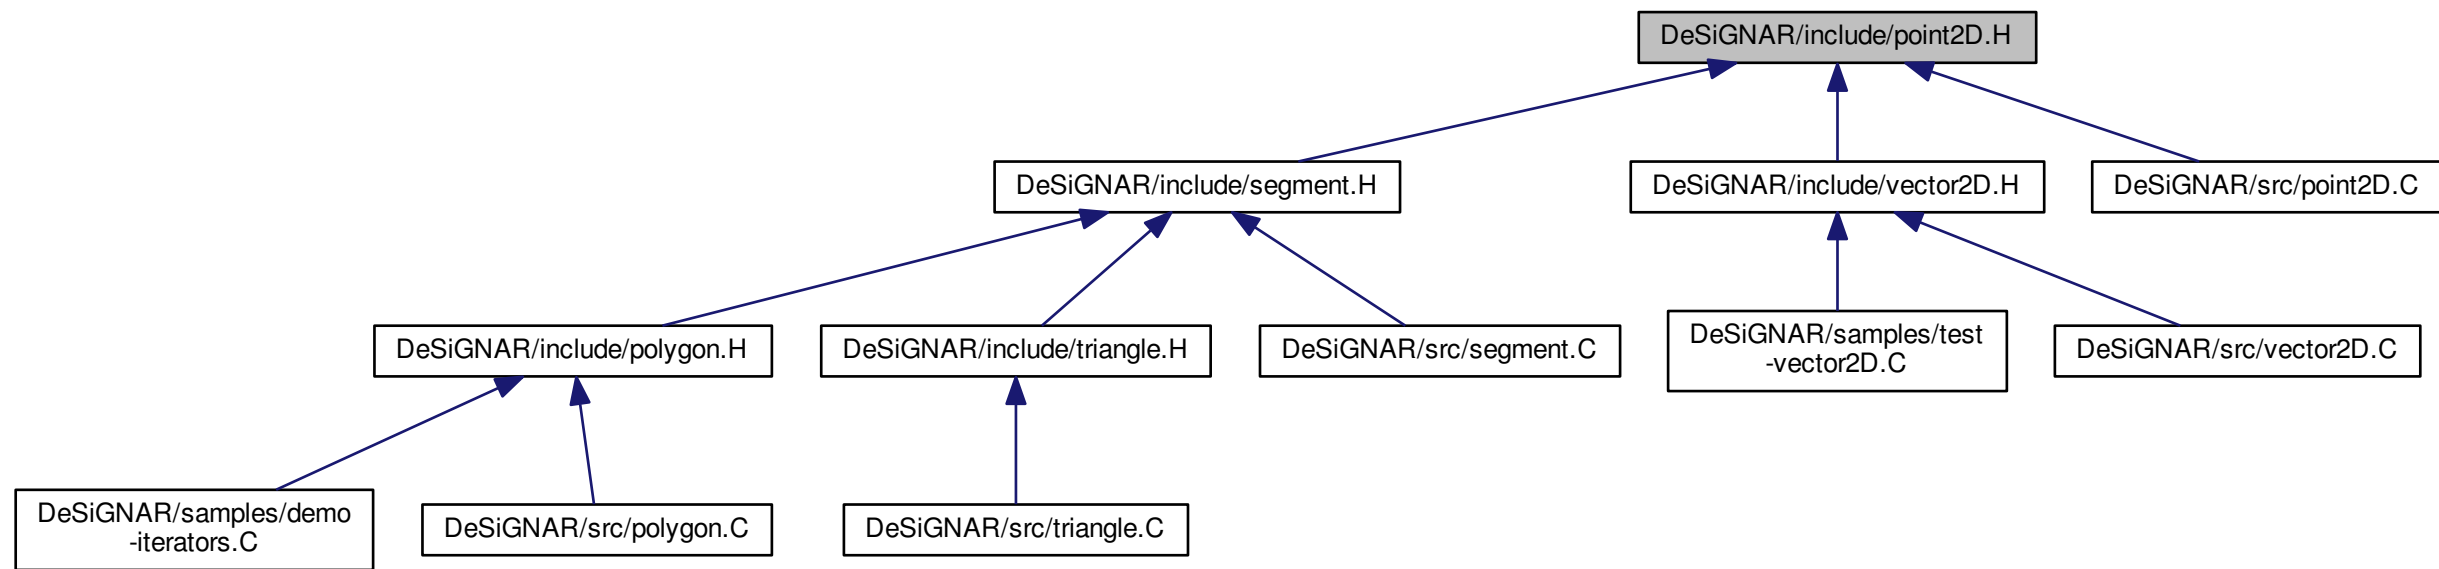 DeSiGNAR/include/point2D.H
DeSiGNAR/include/segment.H
DeSiGNAR/include/vector2D.H
DeSiGNAR/src/point2D.C
DeSiGNAR/include/polygon.H
DeSiGNAR/include/triangle.H
DeSiGNAR/src/segment.C
DeSiGNAR/samples/test
-vector2D.C
DeSiGNAR/src/vector2D.C
DeSiGNAR/samples/demo
-iterators.C
DeSiGNAR/src/polygon.C
DeSiGNAR/src/triangle.C